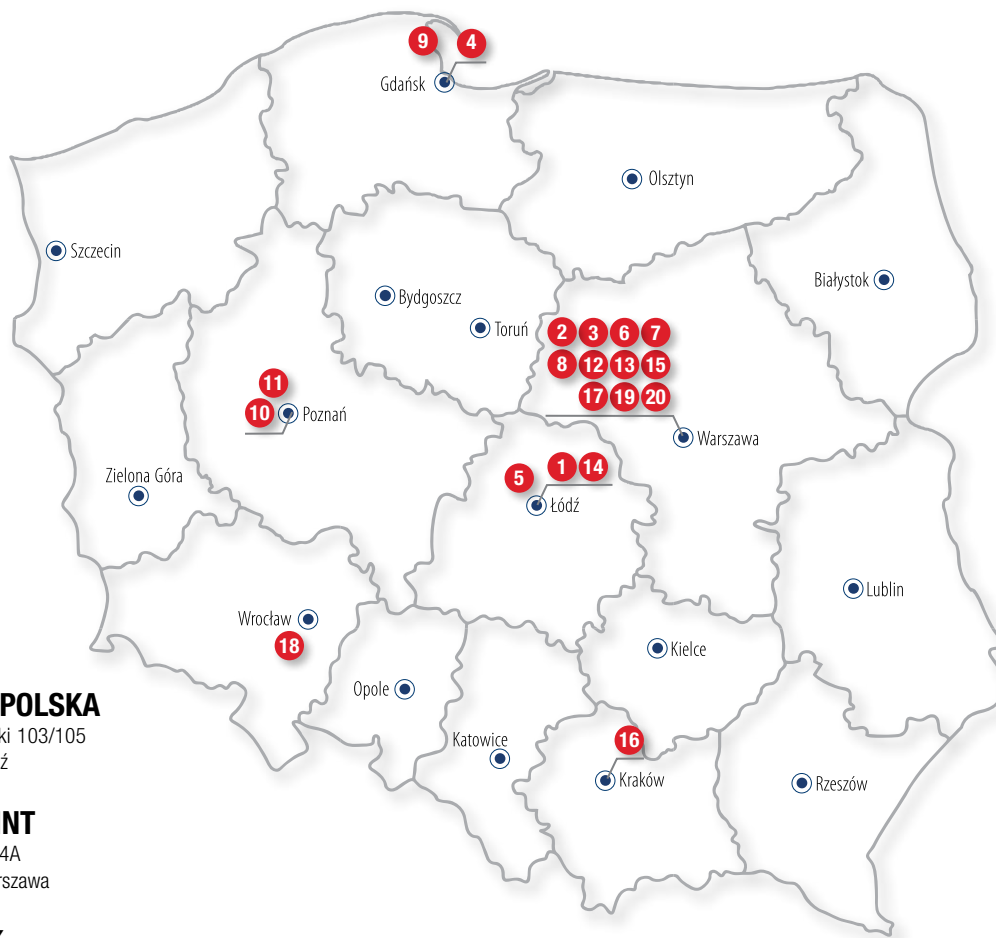 9 4
Gdańsk
Olsztyn
Szczecin
Białystok
Bydgoszcz
Toruń
2 3 6 7
8 12 13 15
17 19 20
11
10 Poznań
Warszawa
Zielona Góra
5 1 14
Łódź
Lublin
Wrocław
18
Kielce
Opole
Katowice
16
Kraków
Rzeszów
POLSKA
ki 103/105
ź
NT
4A
rszawa